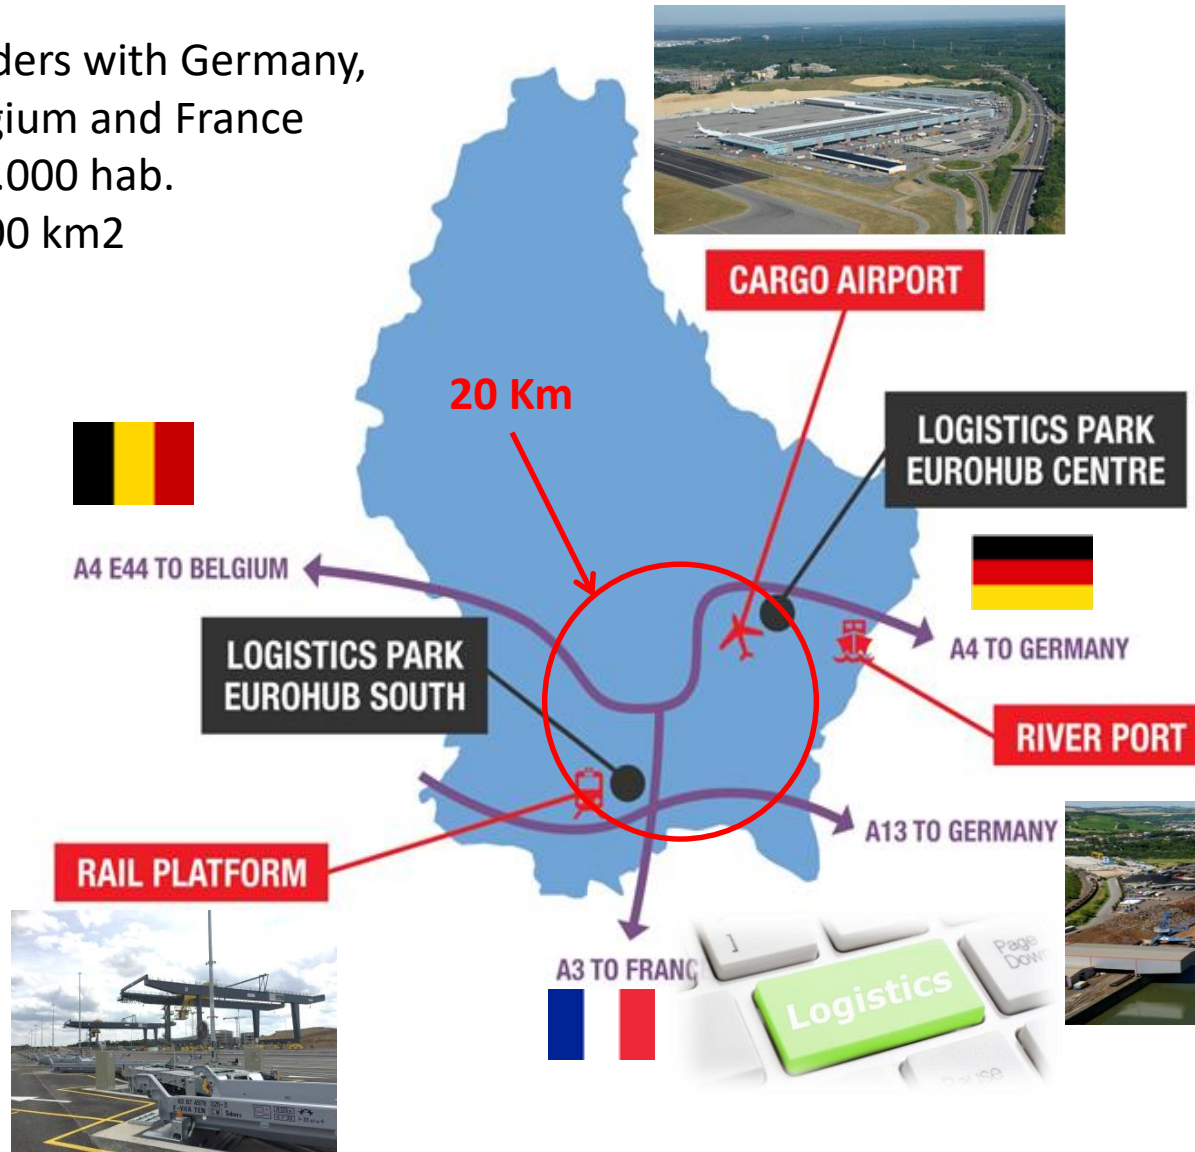 ders with Germany,
gium and France
.000 hab.
00 km2
CARGO AIRPORT
20 Km
LOGISTICS PARK
EUROHUB CENTRE
A4 E44 TO BELGIUM
LOGISTICS PARK
EUROHUB SOUTH
A4 TO GERMANY
RIVER PORT
A13 TO GERMANY
RAIL PLATFORM
A3 TO FRANC
]
Page
Down
Logistics
Pause